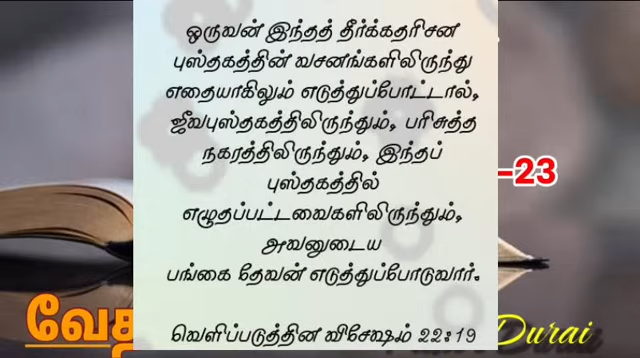 ஒருவன் இந்தத் தீர்க்கதரிசன
புஸ்தகத்தின் வசனங்களிலிருந்து
எதையாகிலும் எடுத்துப்போட்டால்,
ஜீவபுஸ்தகத்திலிருந்தும், பரிசுத்த
நகரத்திலிருந்தும், இந்தப்
புஸ்தகத்தில்
எழுதப்பட்டவைகளிலிருந்தும்,
அவனுடைய
பங்கை தேவன் எடுத்துப்போடுவார்.
வெளிப்படுத்தின விசேஷம் 22:19
-23
வேத
Durai